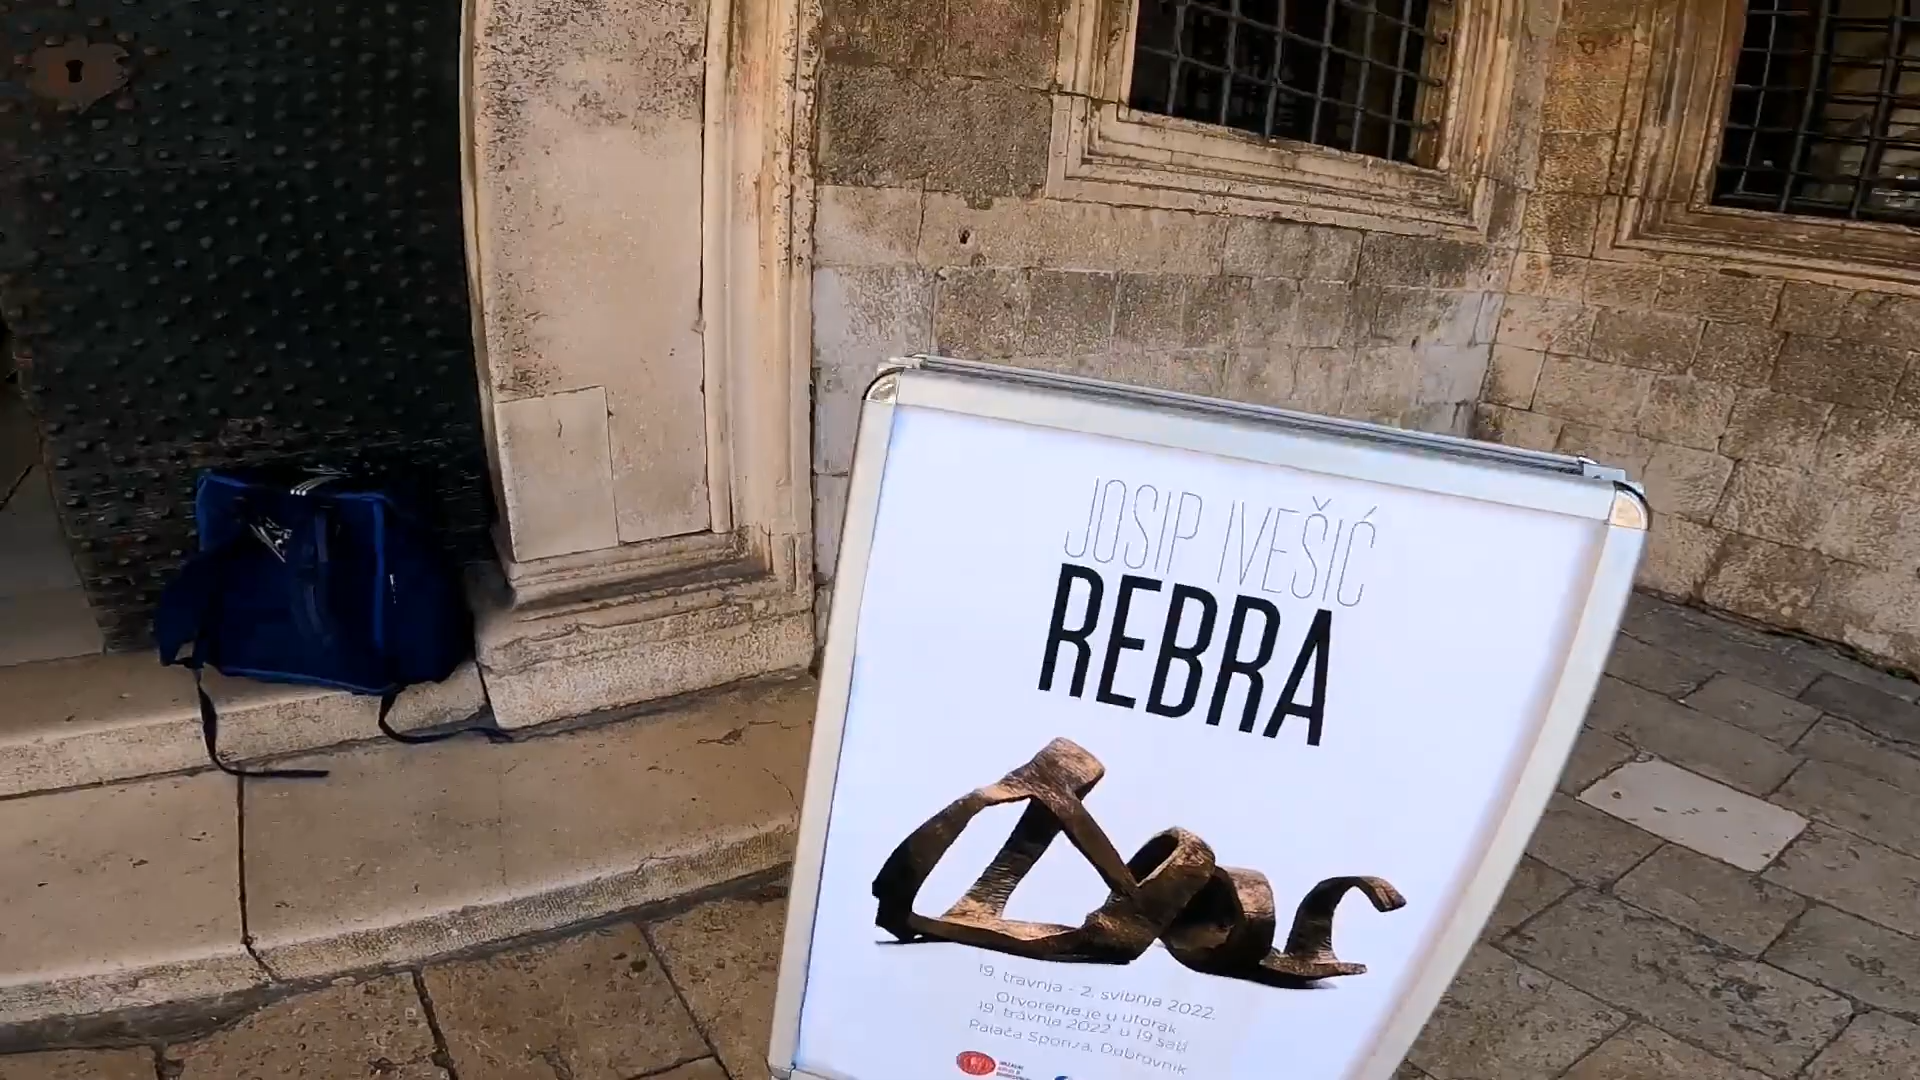 JOSIP IVEŠIĆ
REBRA
19. travnja - 2. svibnja 2022.
Otvorenje je u utorak,
19. travnja 2022. u 19 sati
Palača Sponza, Dubrovnik